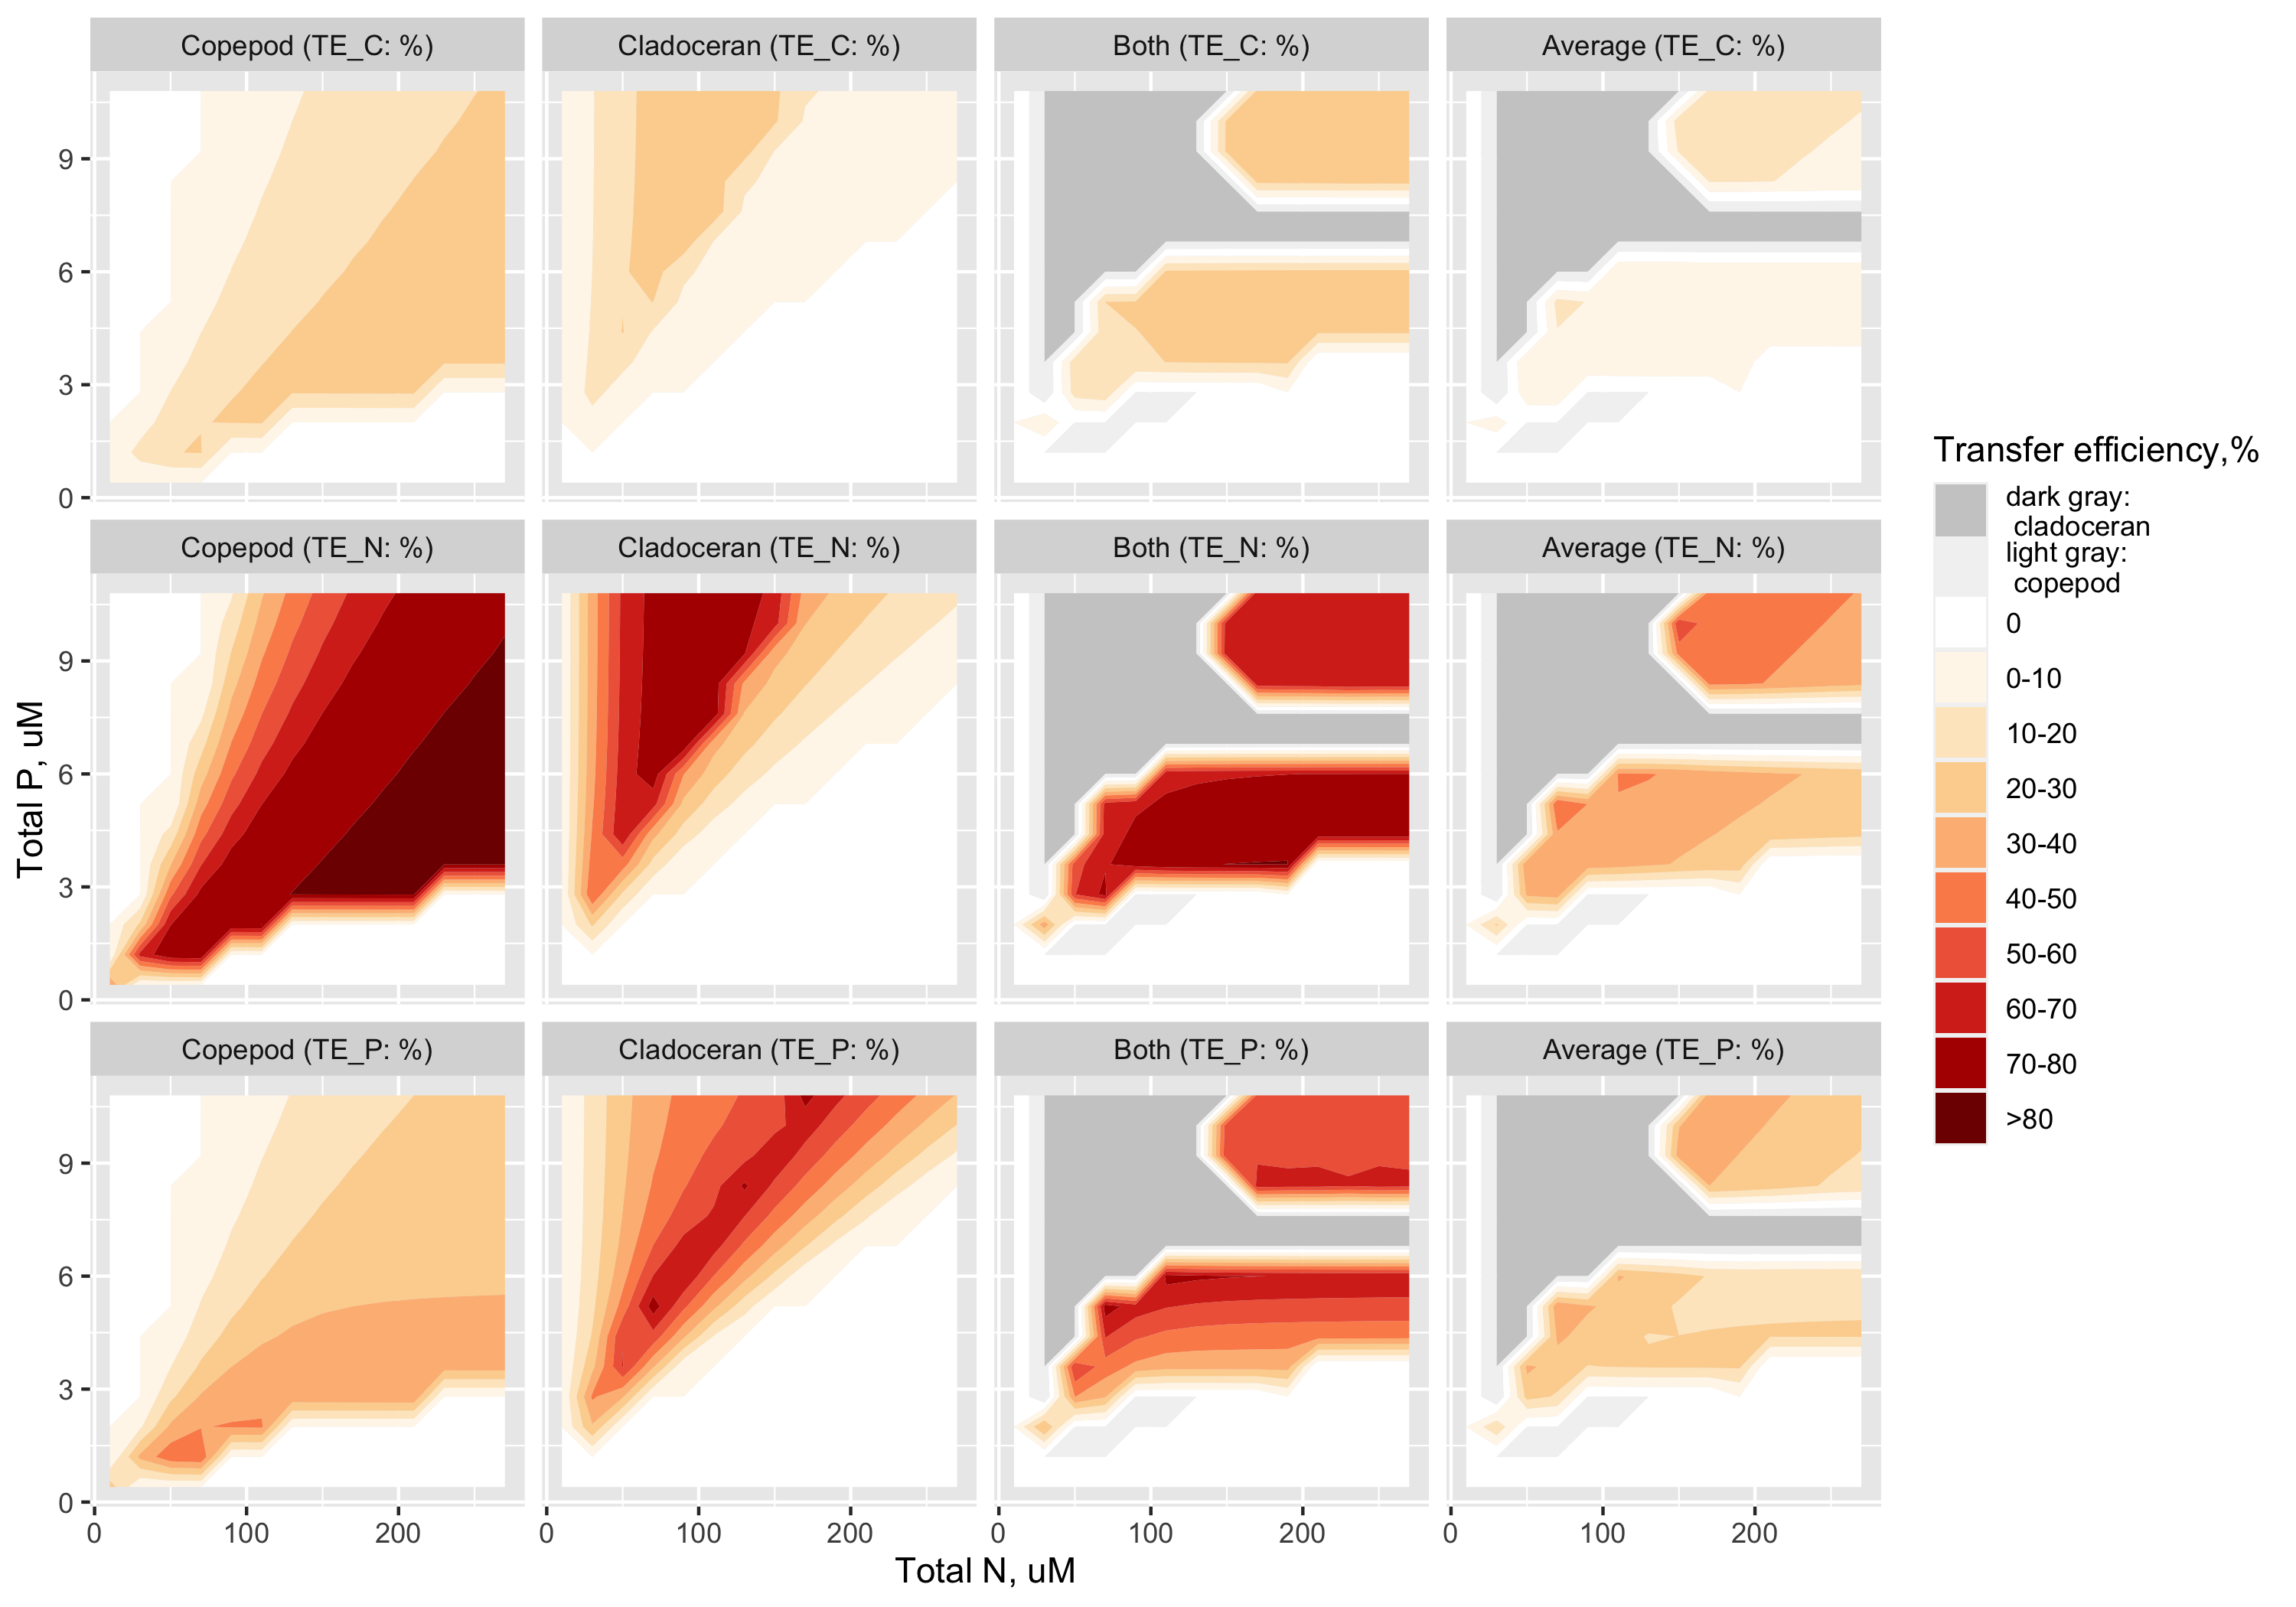 Copepod (TE_C: %)
Cladoceran (TE_C: %)
Both (TE_C: %)
Average (TE_C: %)
9
6
3
0
Copepod (TE_N: %)
Cladoceran (TE_N: %)
Both (TE_N: %)
Average (TE_N: %)
9
6
3
0
Total P, uM
Copepod (TE_P: %)
Cladoceran (TE_P: %)
Both (TE_P: %)
Average (TE_P: %)
9
6
3
0
0 100 200
0 100 200
0 100 200
0 100 200
Total N, uM
Transfer efficiency,%
dark gray:
cladoceran
light gray:
copepod
0
0-10
10-20
20-30
30-40
40-50
50-60
60-70
70-80
>80